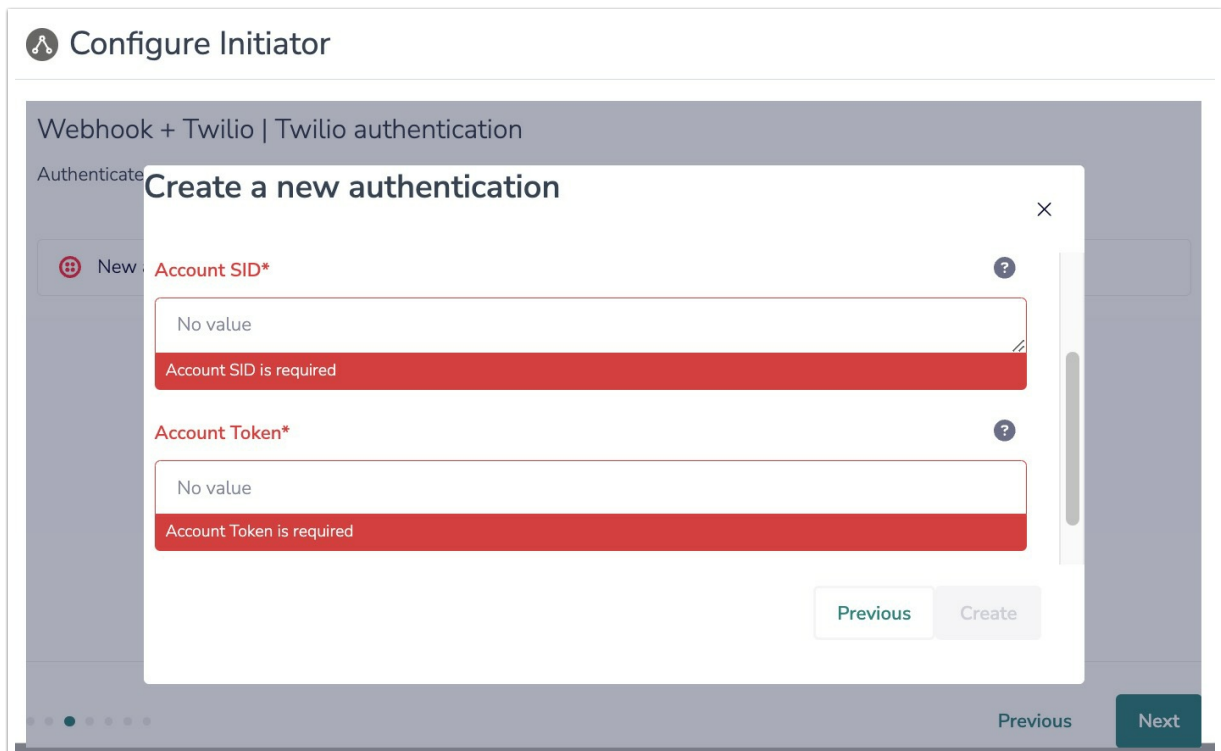 Configure Initiator
Webhook + Twilio | Twilio authentication
Authenticate
Create a new authentication
New
Account SID*
?
No value
Account SID is required
Account Token*
?
No value
Account Token is required
Previous
Create
Previous
Next